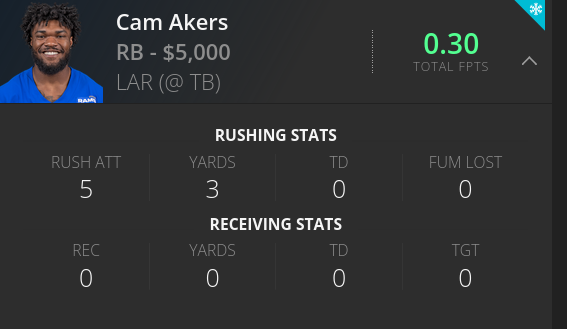 Cam Akers
RB - $5,000
LAR (@ TB)
0.30
TOTAL FPTS
RAMS
RUSHING STATS
RUSH ATT YARDS TD FUM LOST
5 3 0 0
RECEIVING STATS
REC YARDS TD TGT
0 0 0 0